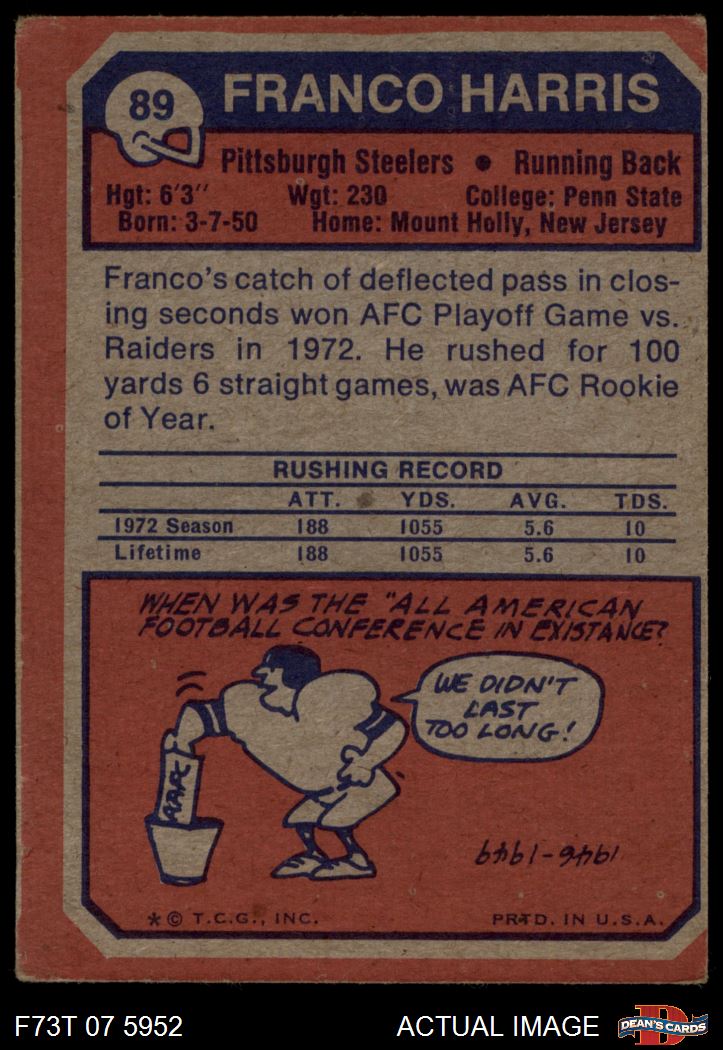 89
FRANCO HARRIS
Pittsburgh Steelers • Running Back
Hgt: 6'3" Wgt: 230 College: Penn State
Born: 3-7-50 Home: Mount Holly, New Jersey
Franco's catch of deflected pass in clos-
ing seconds won AFC Playoff Game vs.
Raiders in 1972. He rushed for 100
yards 6 straight games, was AFC Rookie
of Year.
RUSHING RECORD
ATT. YDS. AVG. TDS.
1972 Season 188 1055 5.6 10
Lifetime 188 1055 5.6 10
WHEN WAS THE "ALL AMERICAN
FOOTBALL CONFERENCE IN EXISTANCE?
WE DIDN'T
LAST
TOO LONG!
AAFC
1946-1949
* © T.C.G., INC. PRTD. IN U.S.A.
F73T 07 5952 ACTUAL IMAGE
D
DEAN'S CARDS